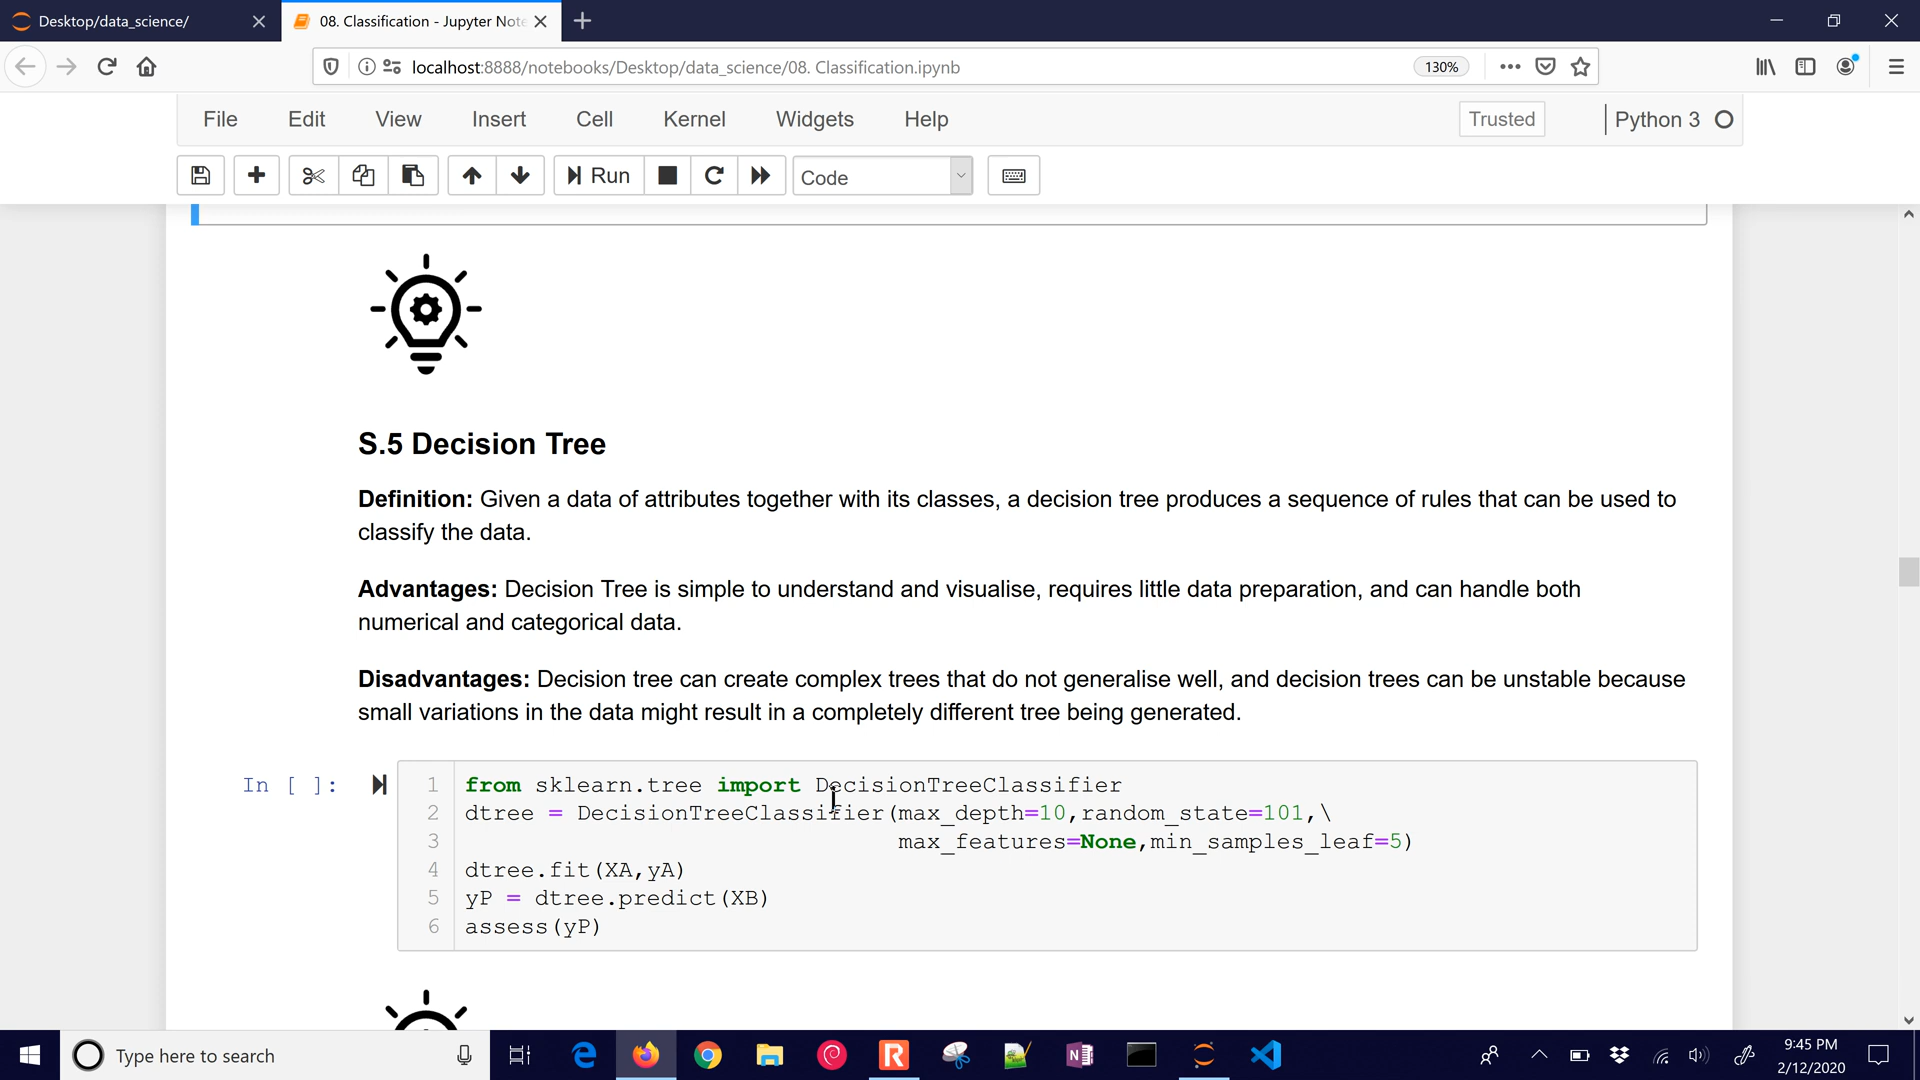 Desktop/data_science/
08. Classification - Jupyter Note
localhost:8888/notebooks/Desktop/data_science/08. Classification.ipynb
130%
File Edit View Insert Cell Kernel Widgets Help
Trusted
Python 3
Run
Code
S.5 Decision Tree
Definition: Given a data of attributes together with its classes, a decision tree produces a sequence of rules that can be used to
classify the data.
Advantages: Decision Tree is simple to understand and visualise, requires little data preparation, and can handle both
numerical and categorical data.
Disadvantages: Decision tree can create complex trees that do not generalise well, and decision trees can be unstable because
small variations in the data might result in a completely different tree being generated.
In [ ]:
1 from sklearn.tree import DecisionTreeClassifier
2 dtree = DecisionTreeClassifier(max_depth=10,random_state=101,\
3 max_features=None,min_samples_leaf=5)
4 dtree.fit(XA,yA)
5 yP = dtree.predict(XB)
6 assess(yP)
Type here to search
9:45 PM
2/12/2020